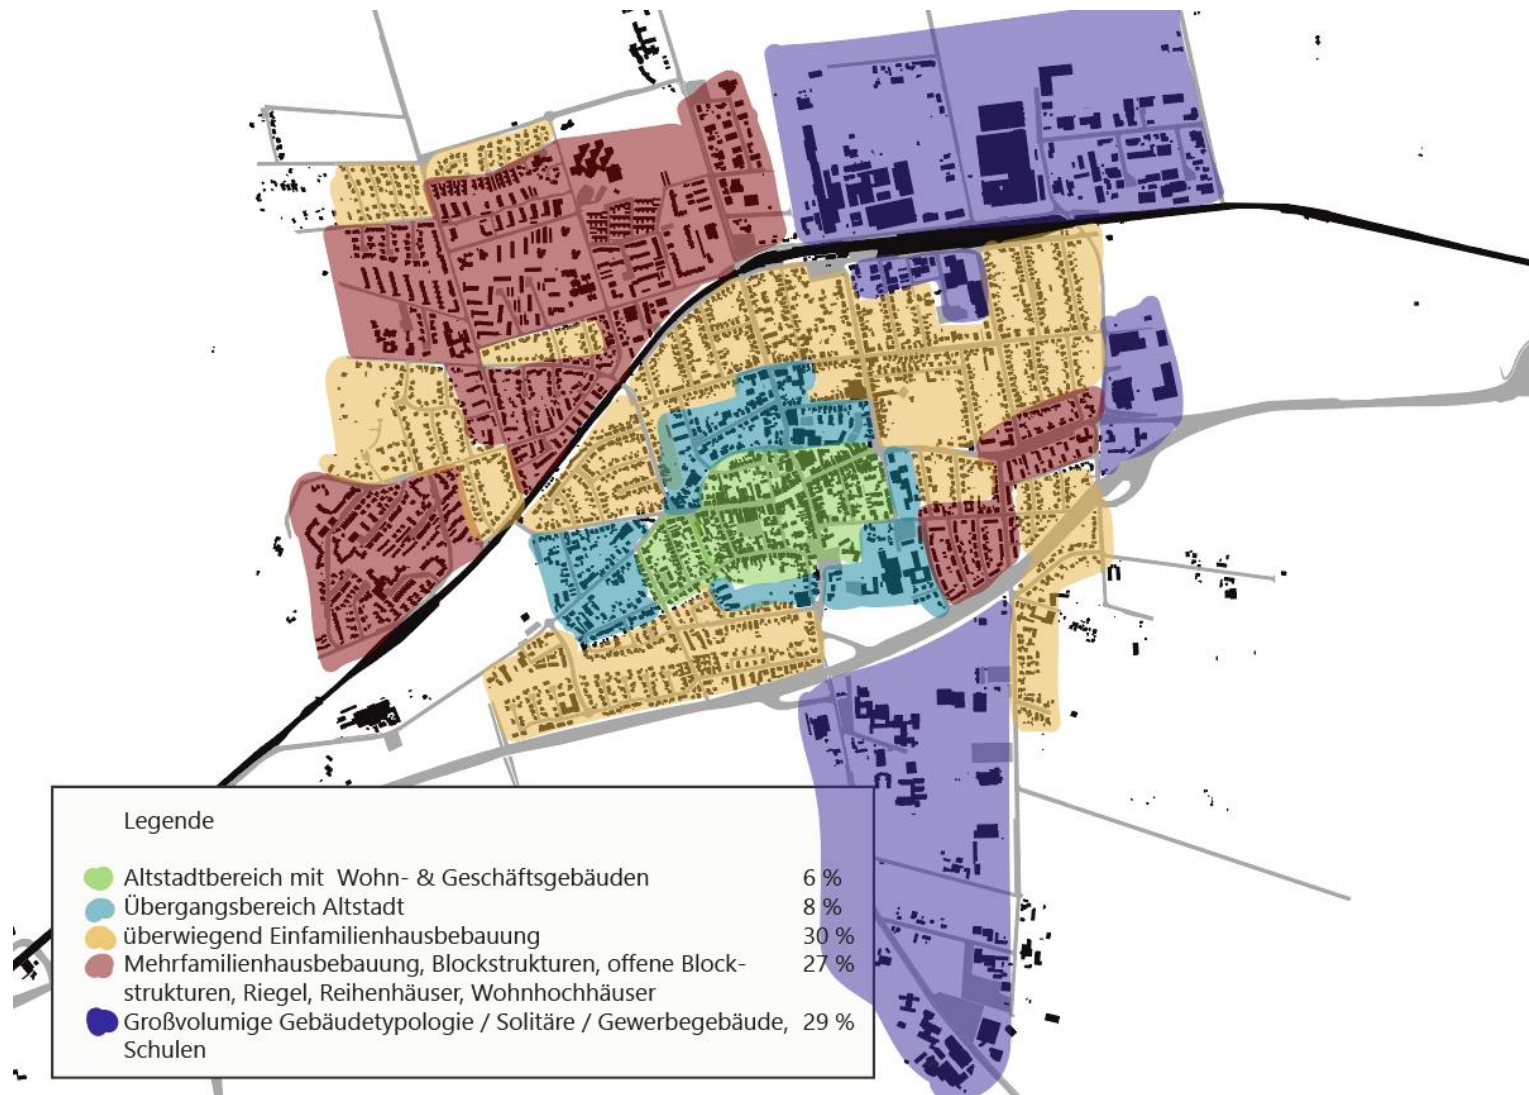 Legende
Altstadtbereich mit Wohn- & Geschäftsgebäuden 6 %
Übergangsbereich Altstadt 8 %
überwiegend Einfamilienhausbebauung 30 %
Mehrfamilienhausbebauung, Blockstrukturen, offene Block- 27 %
strukturen, Riegel, Reihenhäuser, Wohnhochhäuser
Großvolumige Gebäudetypologie / Solitäre / Gewerbegebäude, 29 %
Schulen